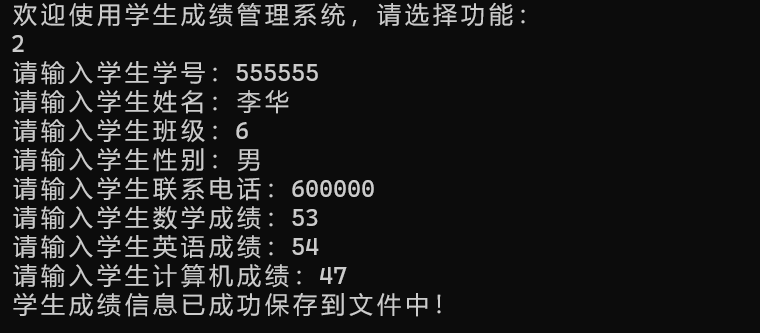 欢迎使用学生成绩管理系统，请选择功能：
2
请输入学生学号：555555
请输入学生姓名：李华
请输入学生班级：6
请输入学生性别：男
请输入学生联系电话：600000
请输入学生数学成绩：53
请输入学生英语成绩：54
请输入学生计算机成绩：47
学生成绩信息已成功保存到文件中！